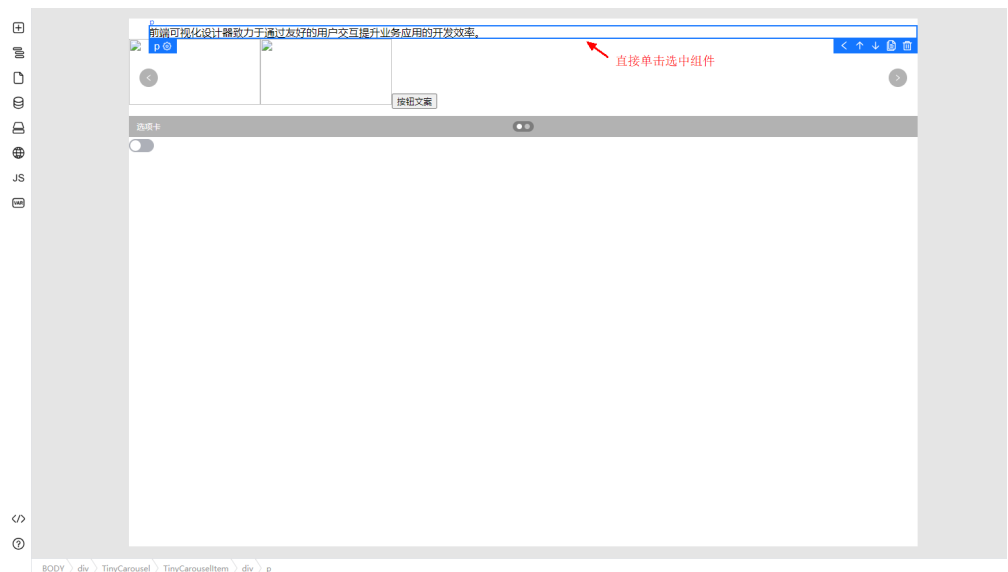 p
前端可视化设计器致力于通过友好的用户交互提升业务应用的开发效率。
p
直接单击选中组件
按钮文案
选项卡
JS
VAR
BODY div TinyCarousel TinyCarouselItem div p